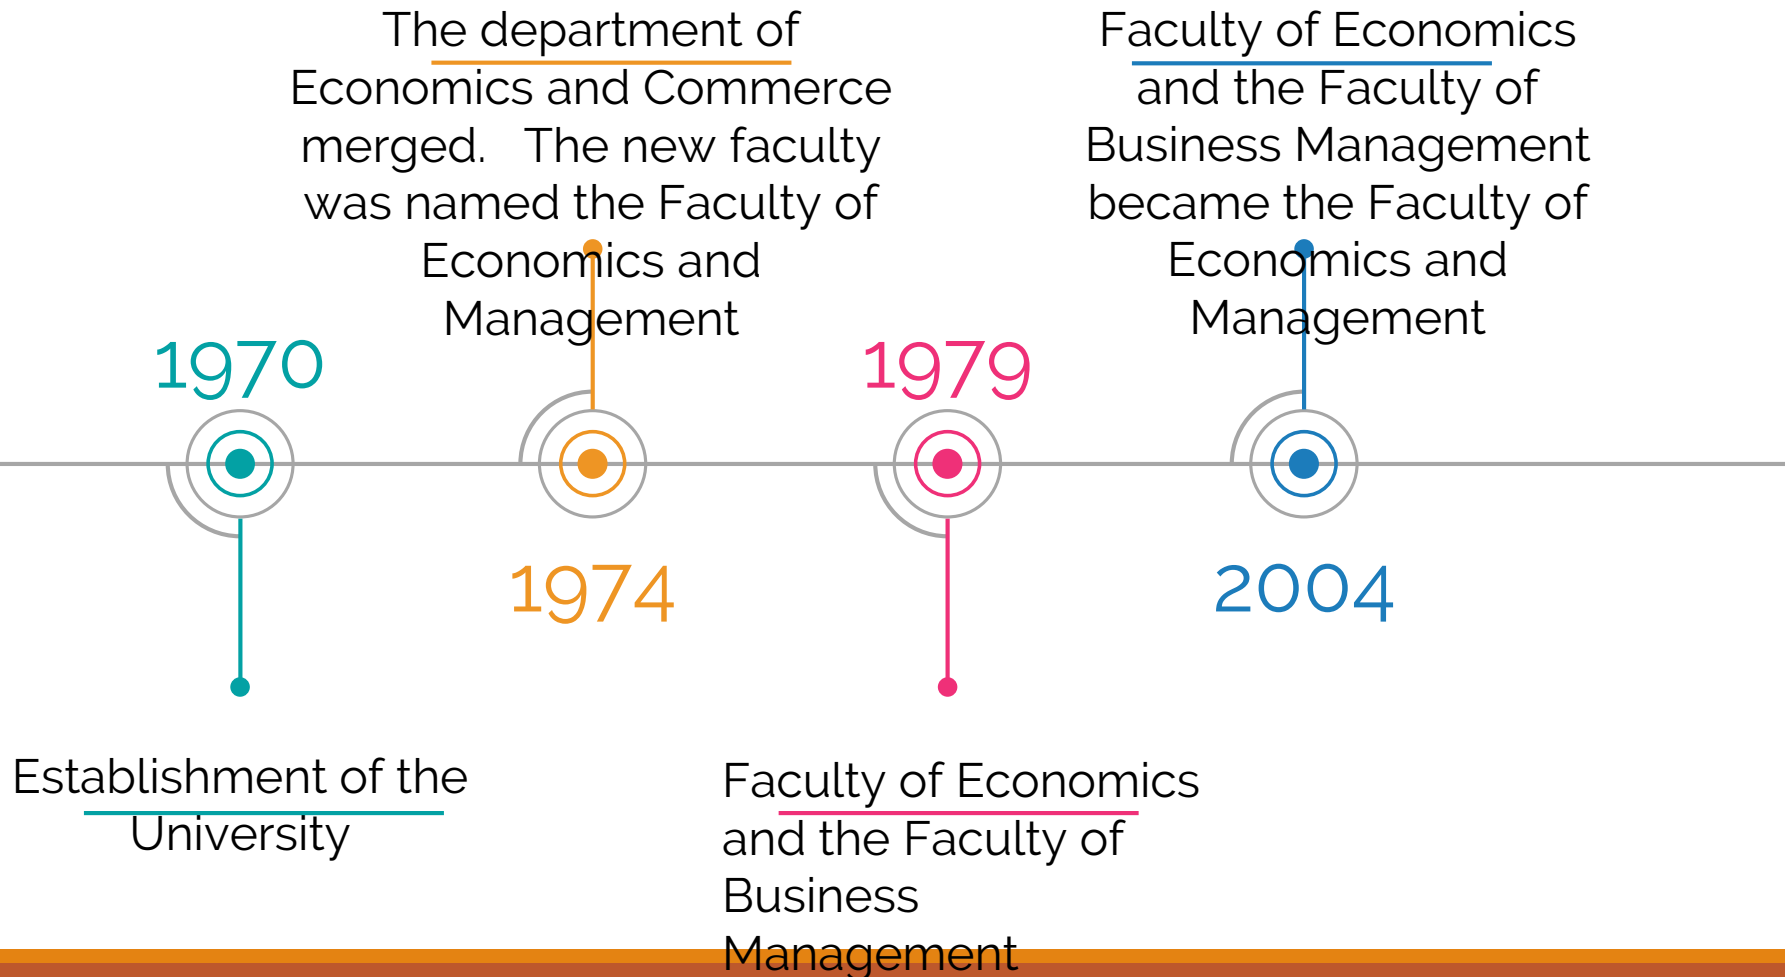 The department of
Economics and Commerce
merged. The new faculty
was named the Faculty of
Economics and
Management
Faculty of Economics
and the Faculty of
Business Management
became the Faculty of
Economics and
Management
1970
1979
1974
2004
Establishment of the
University
Faculty of Economics
and the Faculty of
Business
Management